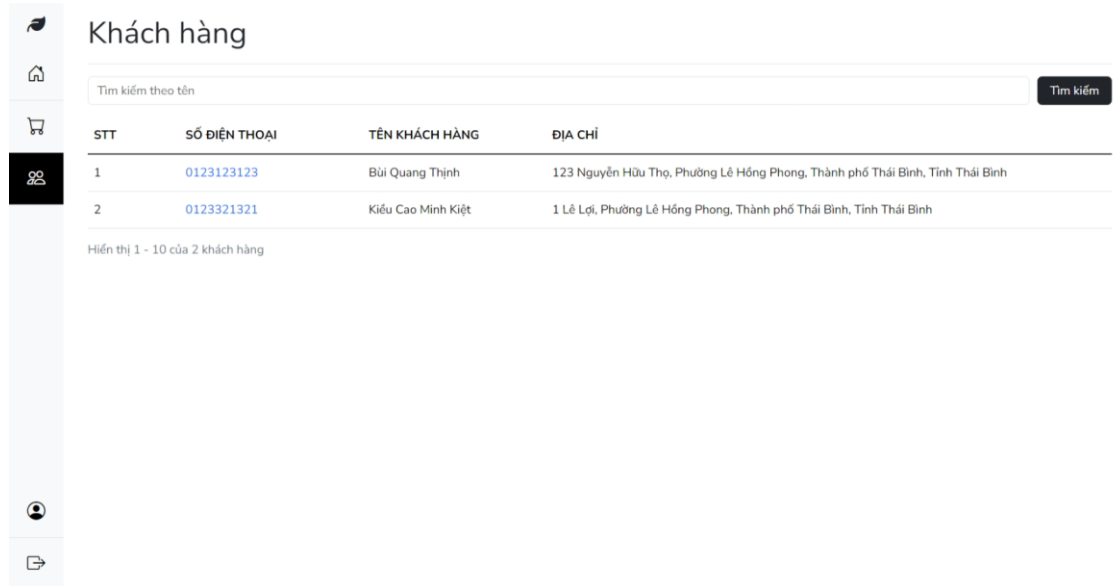 Khách hàng
Tìm kiếm theo tên Tìm kiếm
STT SỐ ĐIỆN THOẠI TÊN KHÁCH HÀNG ĐỊA CHỈ
1 0123123123 Bùi Quang Thịnh 123 Nguyễn Hữu Thọ, Phường Lê Hồng Phong, Thành phố Thái Bình, Tỉnh Thái Bình
2 0123321321 Kiều Cao Minh Kiệt 1 Lê Lợi, Phường Lê Hồng Phong, Thành phố Thái Bình, Tỉnh Thái Bình
Hiển thị 1 - 10 của 2 khách hàng